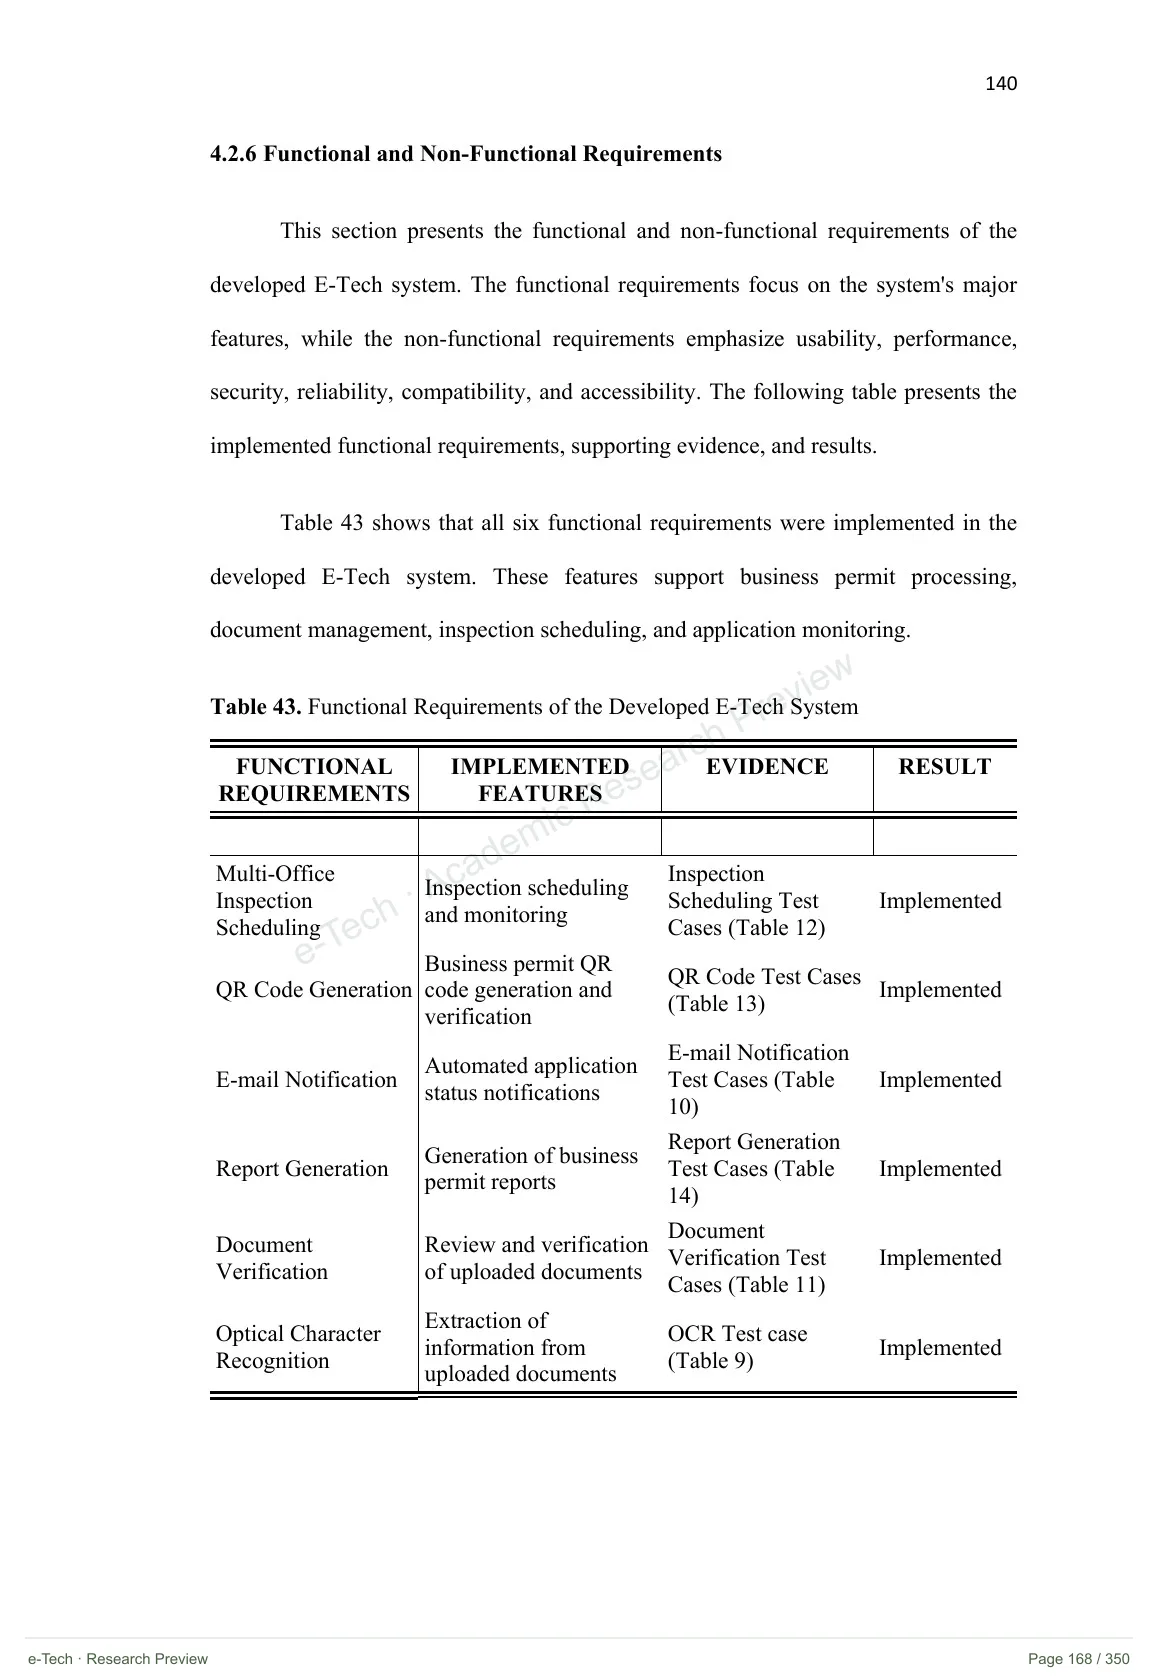 140
4.2.6 Functional and Non-Functional Requirements
This section presents the functional and non-functional requirements of the
developed E-Tech system. The functional requirements focus on the system's major
features, while the non-functional requirements emphasize usability, performance,
security, reliability, compatibility, and accessibility. The following table presents the
implemented functional requirements, supporting evidence, and results.
Table 43 shows that all six functional requirements were implemented in the
developed E-Tech system. These features support business permit processing,
document management, inspection scheduling, and application monitoring.
Table 43. Functional Requirements of the Developed E-Tech System
FUNCTIONAL
REQUIREMENTS
IMPLEMENTED
FEATURES
EVIDENCE
RESULT
Multi-Office
Inspection
Scheduling
Inspection scheduling
and monitoring
Inspection
Scheduling Test
Cases (Table 12)
Implemented
QR Code Generation
Business permit QR
code generation and
verification
QR Code Test Cases
(Table 13)
Implemented
E-mail Notification
Automated application
status notifications
E-mail Notification
Test Cases (Table
10)
Implemented
Report Generation
Generation of business
permit reports
Report Generation
Test Cases (Table
14)
Implemented
Document
Verification
Review and verification
of uploaded documents
Document
Verification Test
Cases (Table 11)
Implemented
Optical Character
Recognition
Extraction of
information from
uploaded documents
OCR Test case
(Table 9)
Implemented
e-Tech · Academic Research Preview
e-Tech · Research Preview
Page 168 / 350